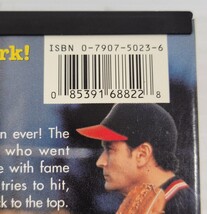 rk!
ISBN 0-7907-5023-6
0 85391 68822 8
n ever! The
who went
e with fame
tries to hit,
k to the top.